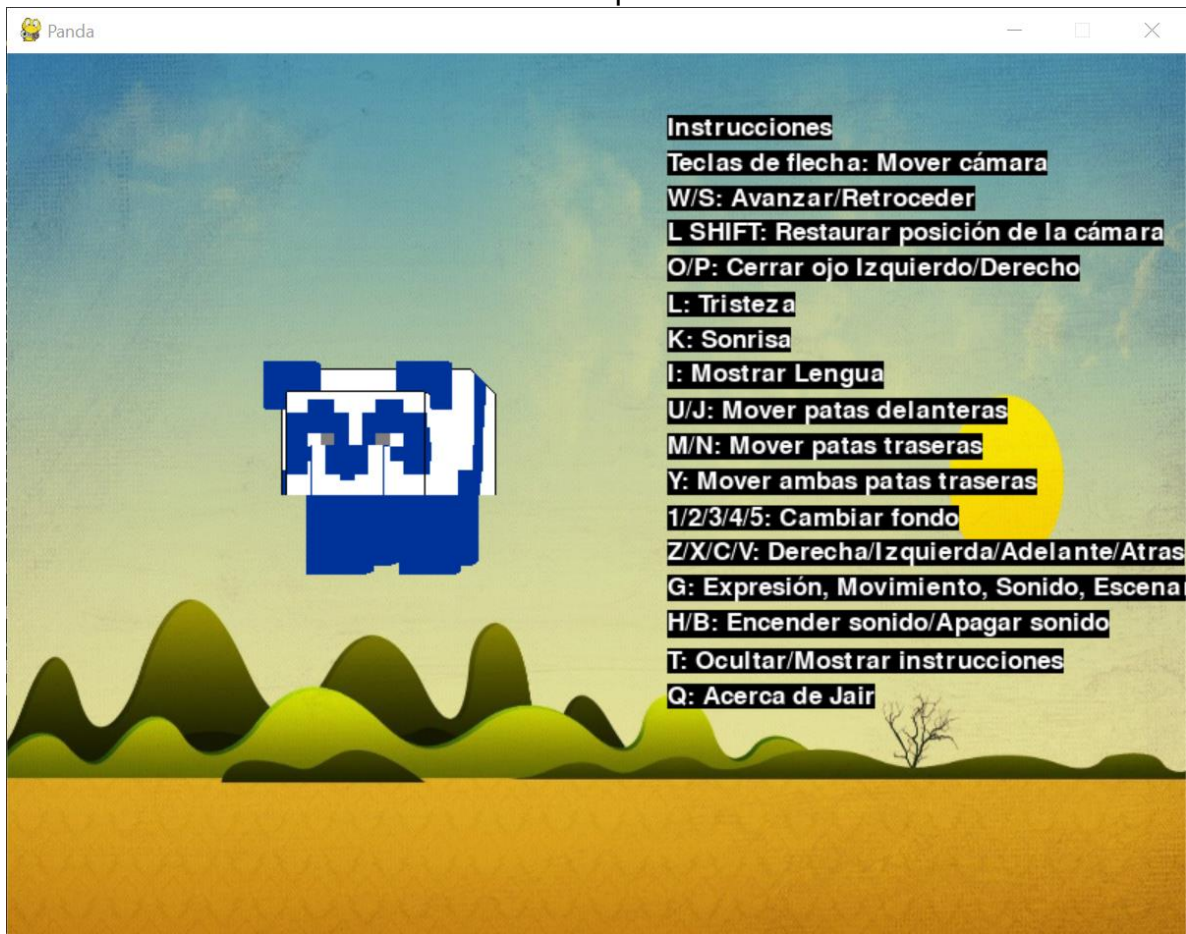 Panda
Instrucciones
Teclas de flecha: Mover cámara
W/S: Avanzar/Retroceder
L SHIFT: Restaurar posición de la cámara
O/P: Cerrar ojo Izquierdo/Derecho
L: Tristeza
K: Sonrisa
I: Mostrar Lengua
U/J: Mover patas delanteras
M/N: Mover patas traseras
Y: Mover ambas patas traseras
1/2/3/4/5: Cambiar fondo
Z/X/C/V: Derecha/Izquierda/Adelante/Atras
G: Expresión, Movimiento, Sonido,
H/B: Encender sonido/Apagar sonido
T: Ocultar/Mostrar instrucciones
Q: Acerca de Jair